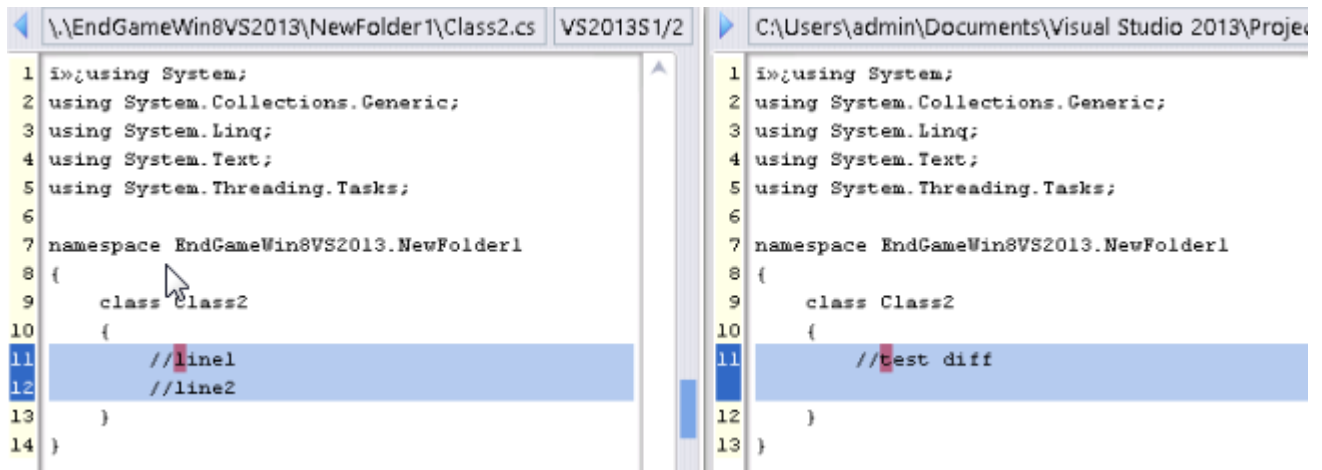 \.\EndGameWin8VS2013\NewFolder1\Class2.cs VS2013S1/2
1 ï»¿using System;
2 using System.Collections.Generic;
3 using System.Linq;
4 using System.Text;
5 using System.Threading.Tasks;
6
7 namespace EndGameWin8VS2013.NewFolder1
8 {
9 class Class2
10 {
11 //line1
12 //line2
13 }
14 }
C:\Users\admin\Documents\Visual Studio 2013\Projec
1 ï»¿using System;
2 using System.Collections.Generic;
3 using System.Linq;
4 using System.Text;
5 using System.Threading.Tasks;
6
7 namespace EndGameWin8VS2013.NewFolder1
8 {
9 class Class2
10 {
11 //test diff
12 }
13 }